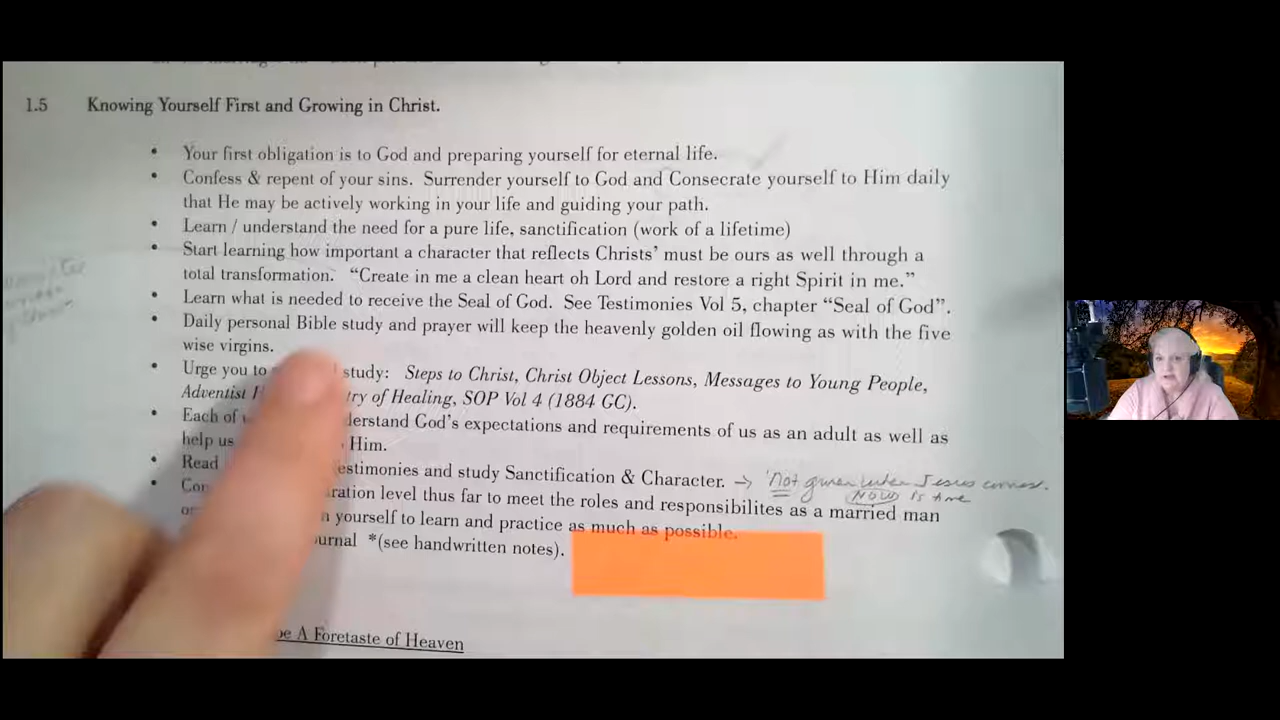 1.5 Knowing Yourself First and Growing in Christ.
• Your first obligation is to God and preparing yourself for eternal life.
• Confess & repent of your sins. Surrender yourself to God and Consecrate yourself to Him daily
that He may be actively working in your life and guiding your path.
• Learn / understand the need for a pure life, sanctification (work of a lifetime)
• Start learning how important a character that reflects Christs' must be ours as well through a
total transformation. "Create in me a clean heart oh Lord and restore a right Spirit in me."
• Learn what is needed to receive the Seal of God. See Testimonies Vol 5, chapter "Seal of God".
• Daily personal Bible study and prayer will keep the heavenly golden oil flowing as with the five
wise virgins.
• Urge you to study: Steps to Christ, Christ Object Lessons, Messages to Young People,
Adventist of Healing, SOP Vol 4 (1884 GC).
• Each of God's expectations and requirements of us as an adult as well as
help us Him.
• Read and study Sanctification & Character. → 'Not given when Jesus comes.
NOW is time
• level thus far to meet the roles and responsibilites as a married man
yourself to learn and practice as much as possible.
*(see handwritten notes).
A Foretaste of Heaven